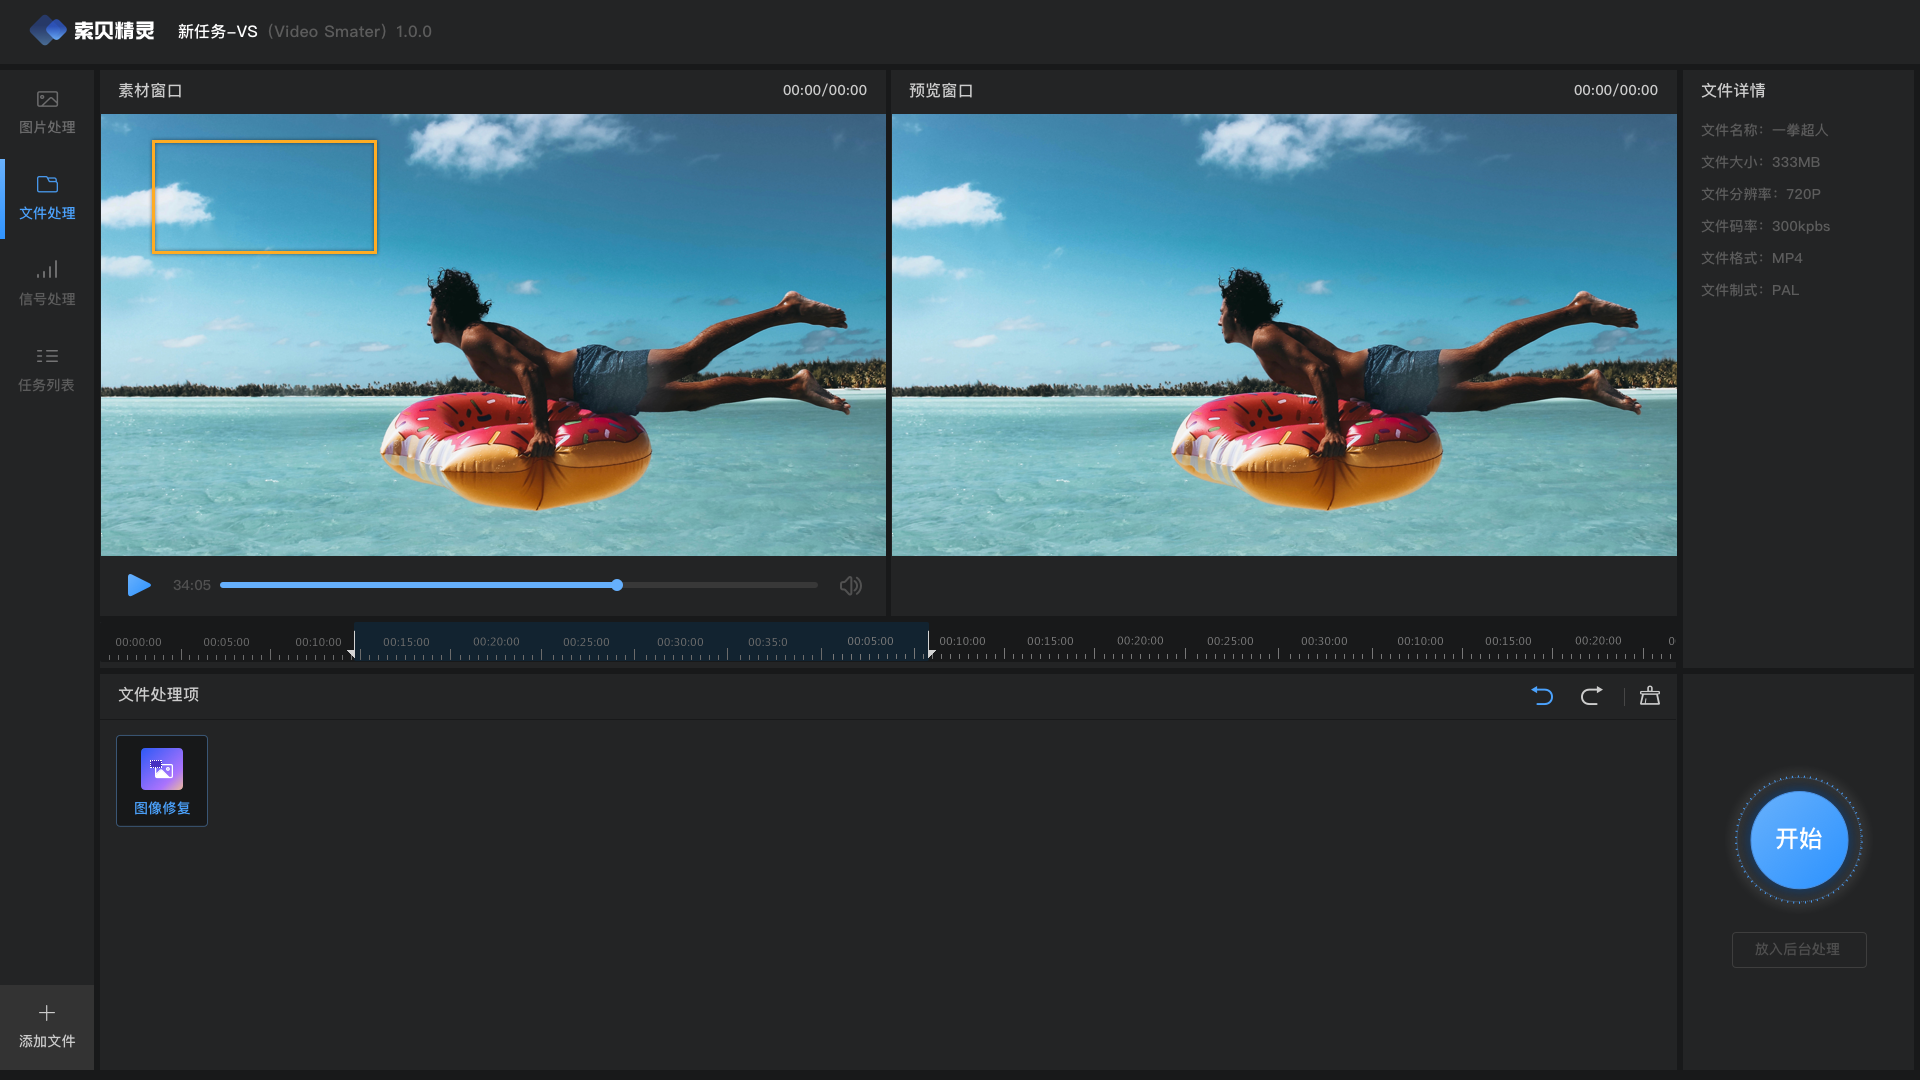 索贝精灵 新任务-VS（Video Smater）1.0.0
图片处理
文件处理
信号处理
任务列表
添加文件
素材窗口 00:00/00:00
34:05
预览窗口 00:00/00:00
文件详情
文件名称：一拳超人
文件大小：333MB
文件分辨率：720P
文件码率：300kpbs
文件格式：MP4
文件制式：PAL
00:00:00 00:05:00 00:10:00 00:15:00 00:20:00 00:25:00 00:30:00 00:35:0 00:05:00 00:10:00 00:15:00 00:20:00 00:25:00 00:30:00 00:10:00 00:15:00 00:20:00 0
文件处理项
图像修复
开始
放入后台处理